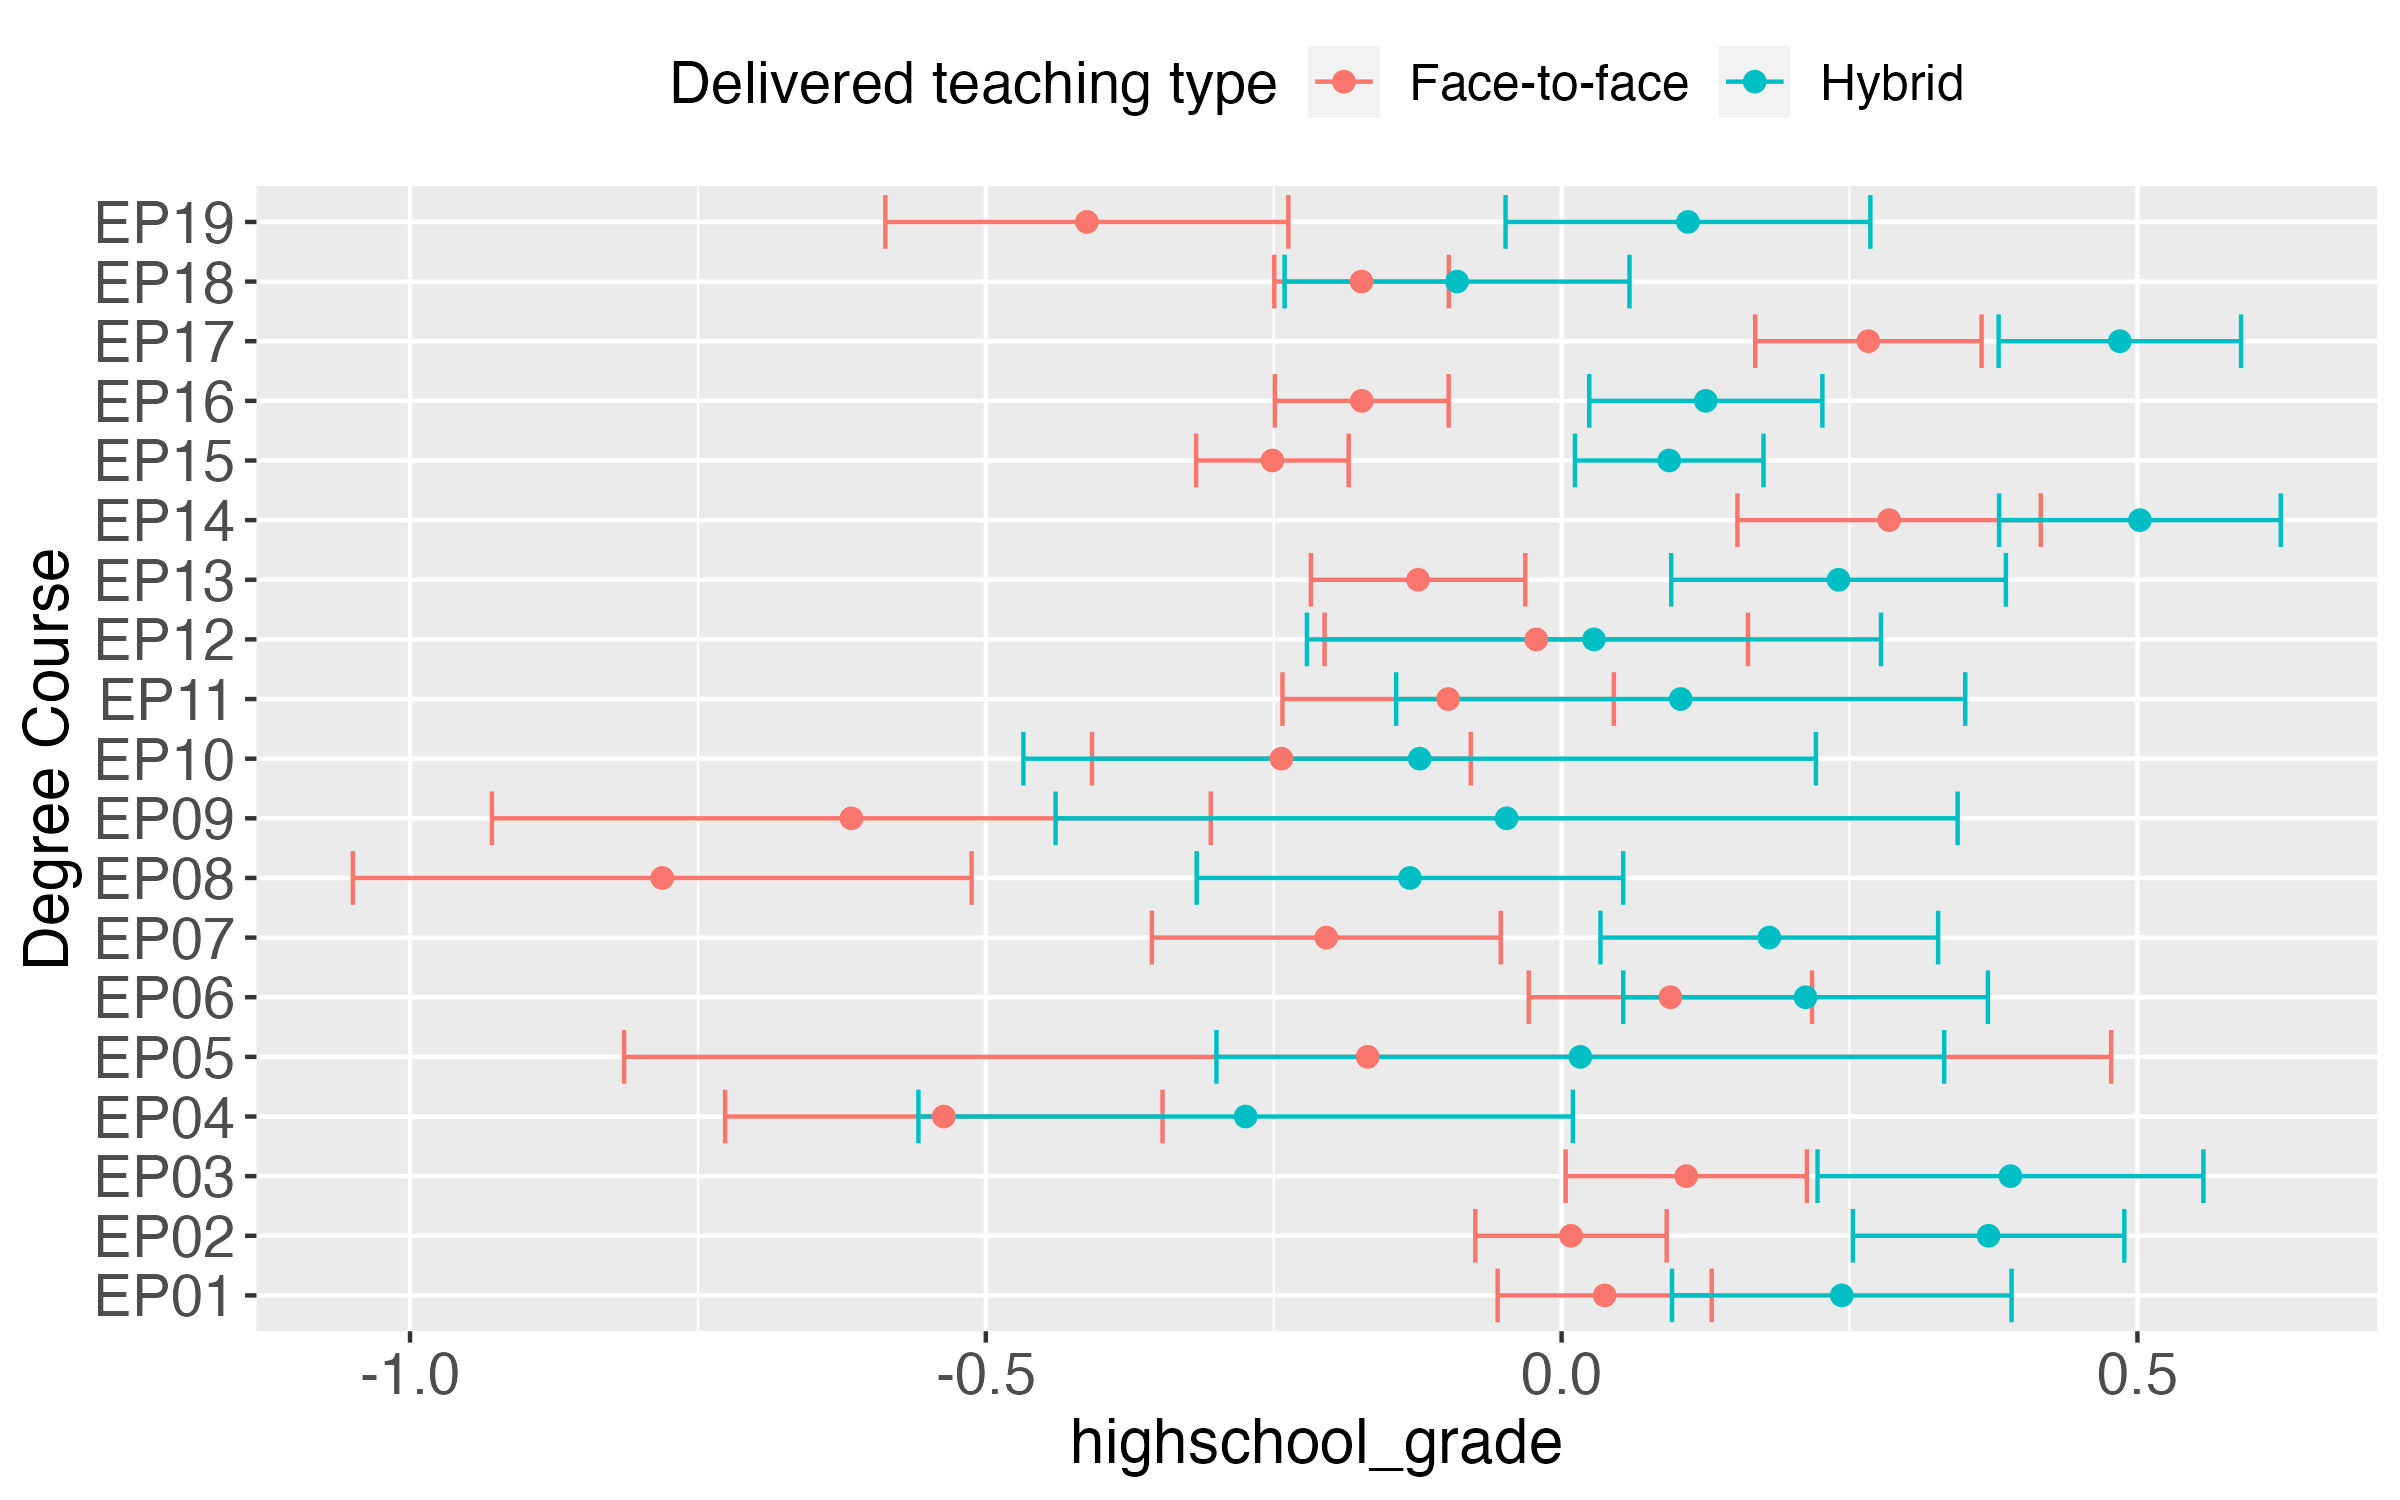 Delivered teaching type Face-to-face Hybrid
Degree Course
EP19
EP18
EP17
EP16
EP15
EP14
EP13
EP12
EP11
EP10
EP09
EP08
EP07
EP06
EP05
EP04
EP03
EP02
EP01
-1.0 -0.5 0.0 0.5
highschool_grade